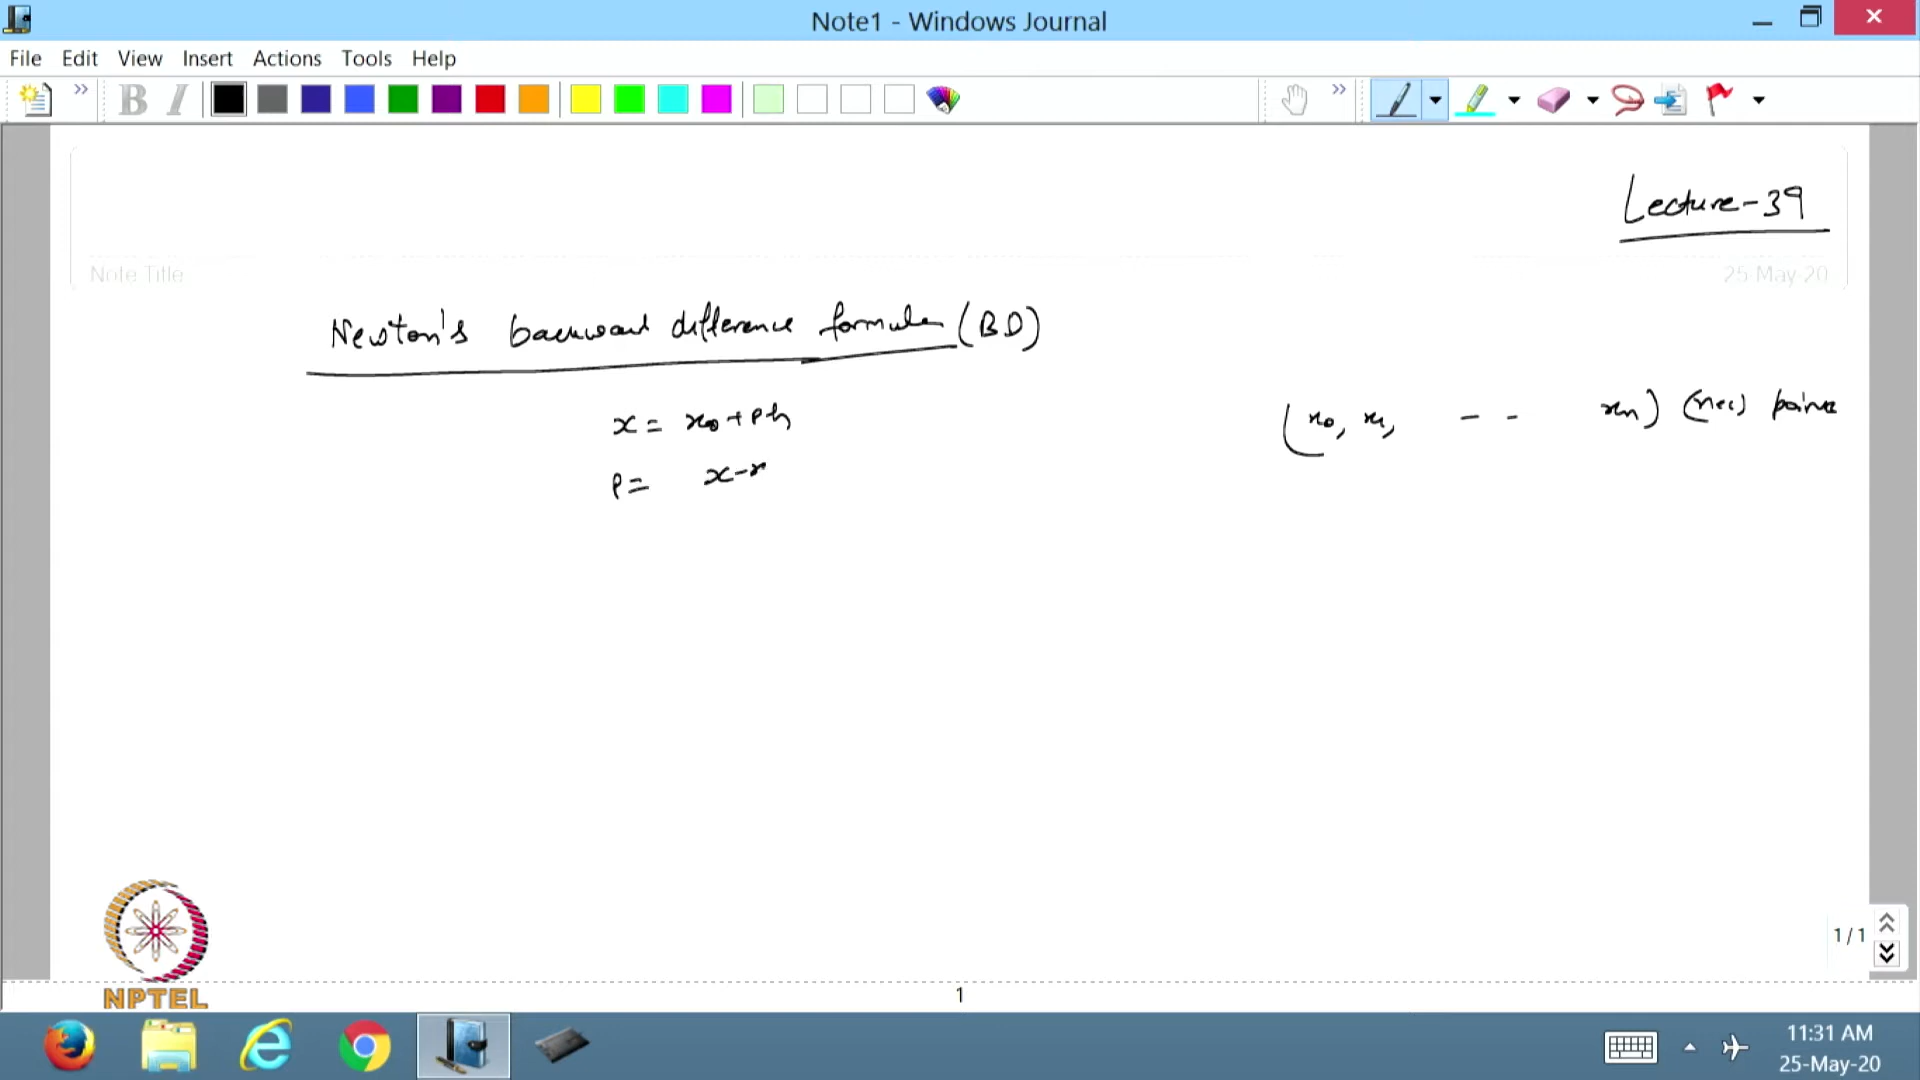 Note1 - Windows Journal
File Edit View Insert Actions Tools Help
B I
Lecture-39
Note Title
25-May-20
Newton's backward difference formula (BD)
x = x₀ + ph
(x₀, x₁, - - xₙ) (n+1) points
p = x-x
1/1
NPTEL
1
11:31 AM
25-May-20